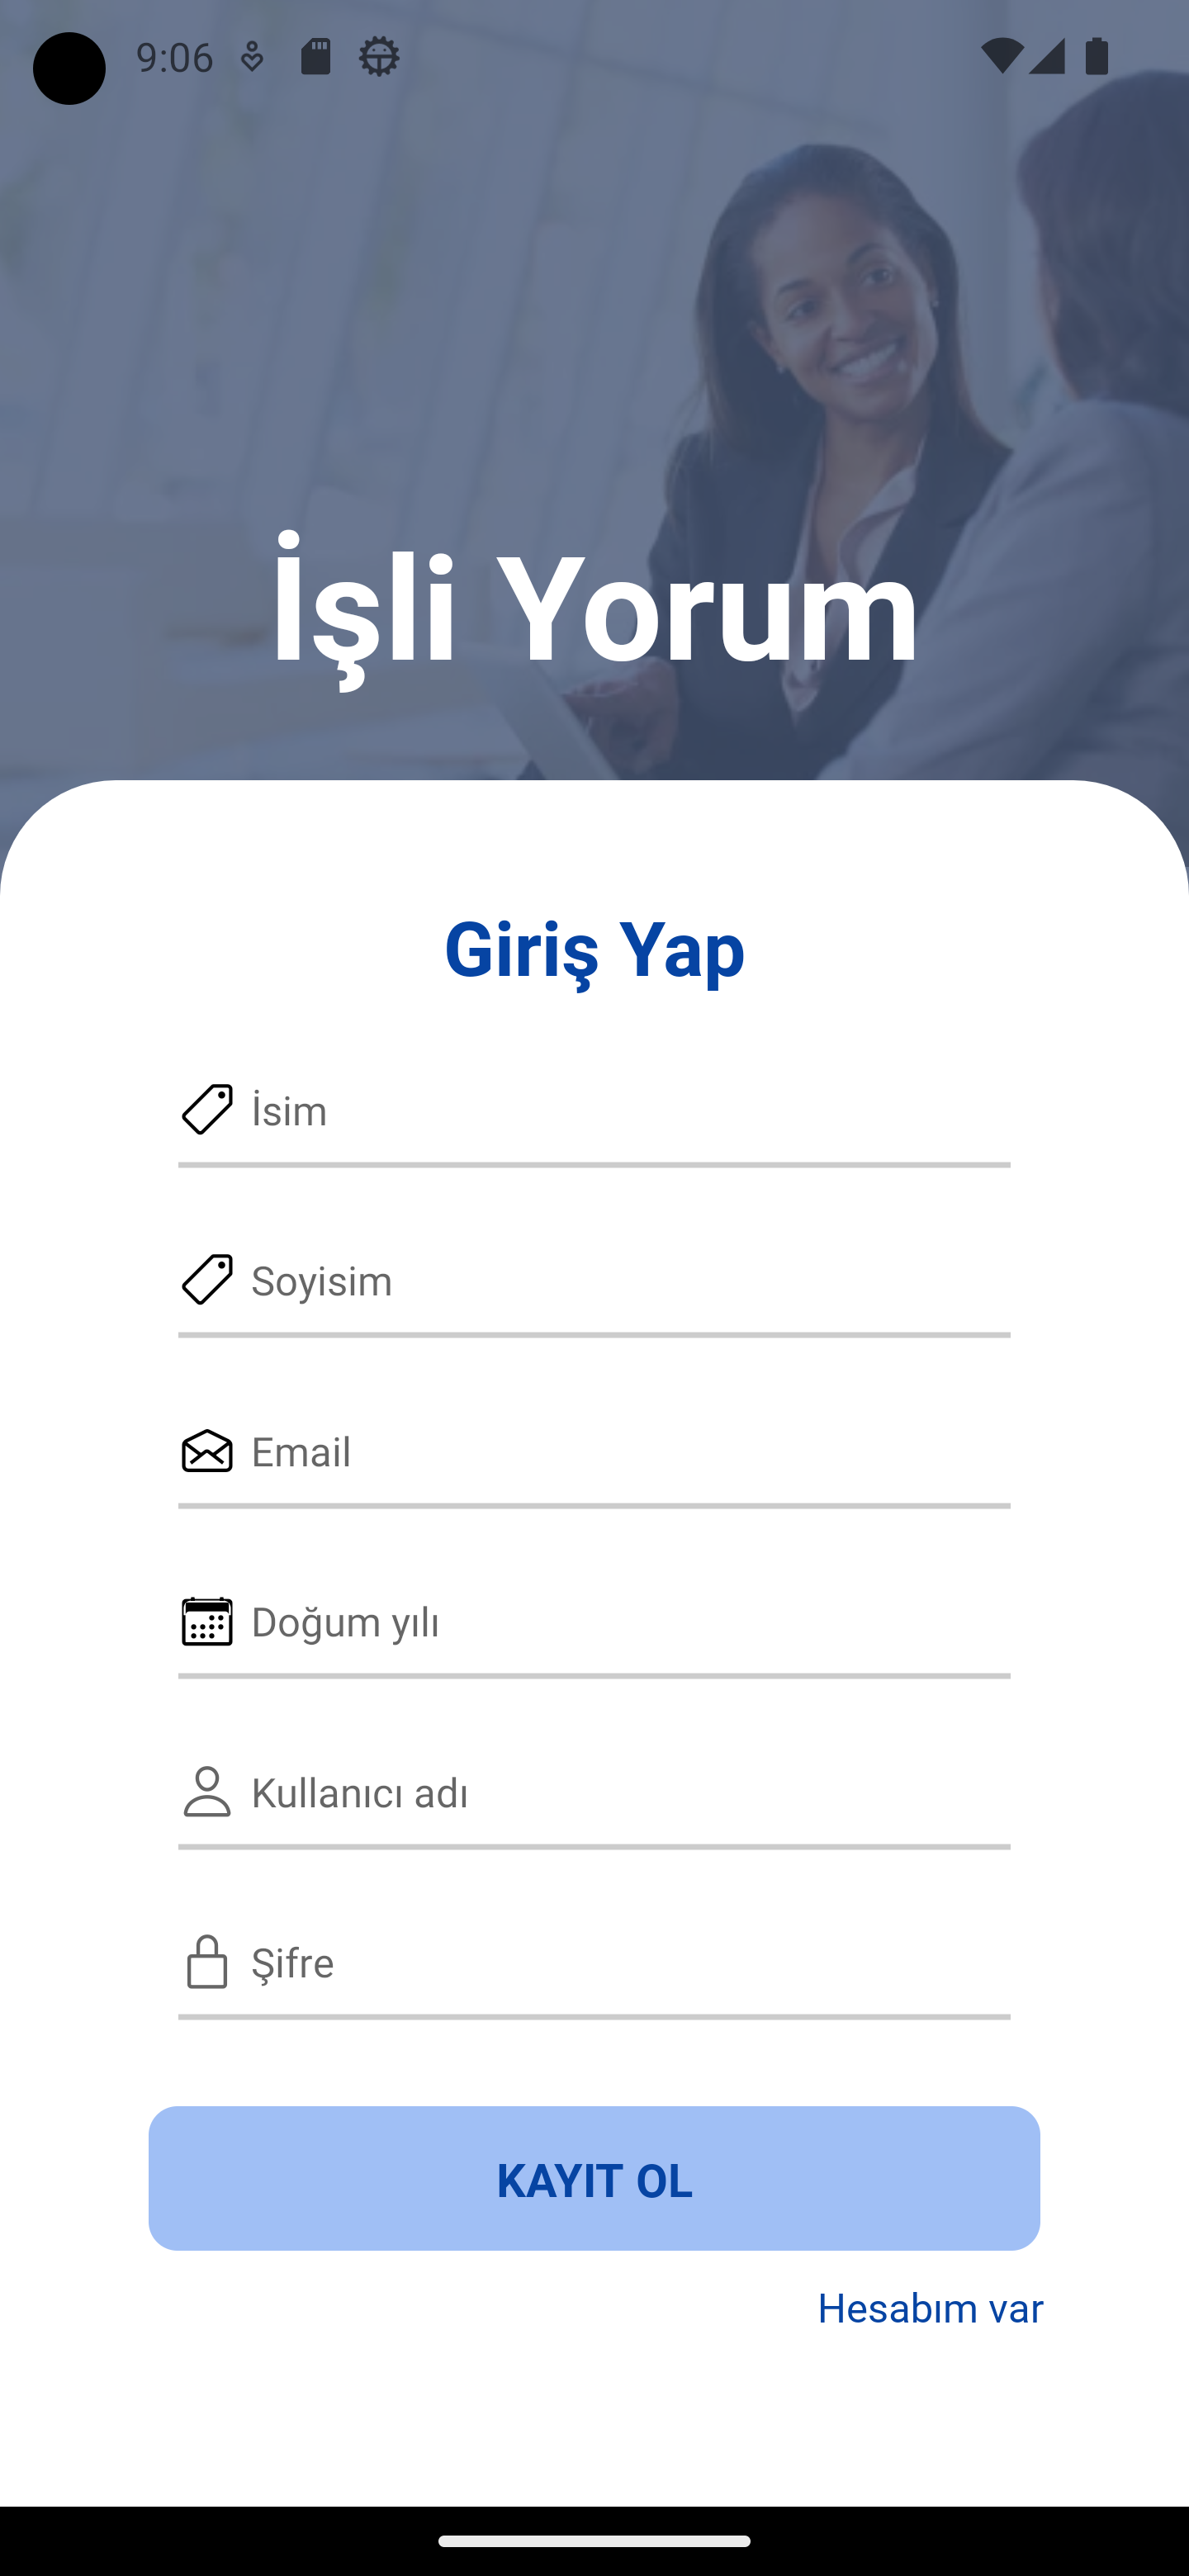 9:06
İşli Yorum
Giriş Yap
İsim
Soyisim
Email
Doğum yılı
Kullanıcı adı
Şifre
KAYIT OL
Hesabım var